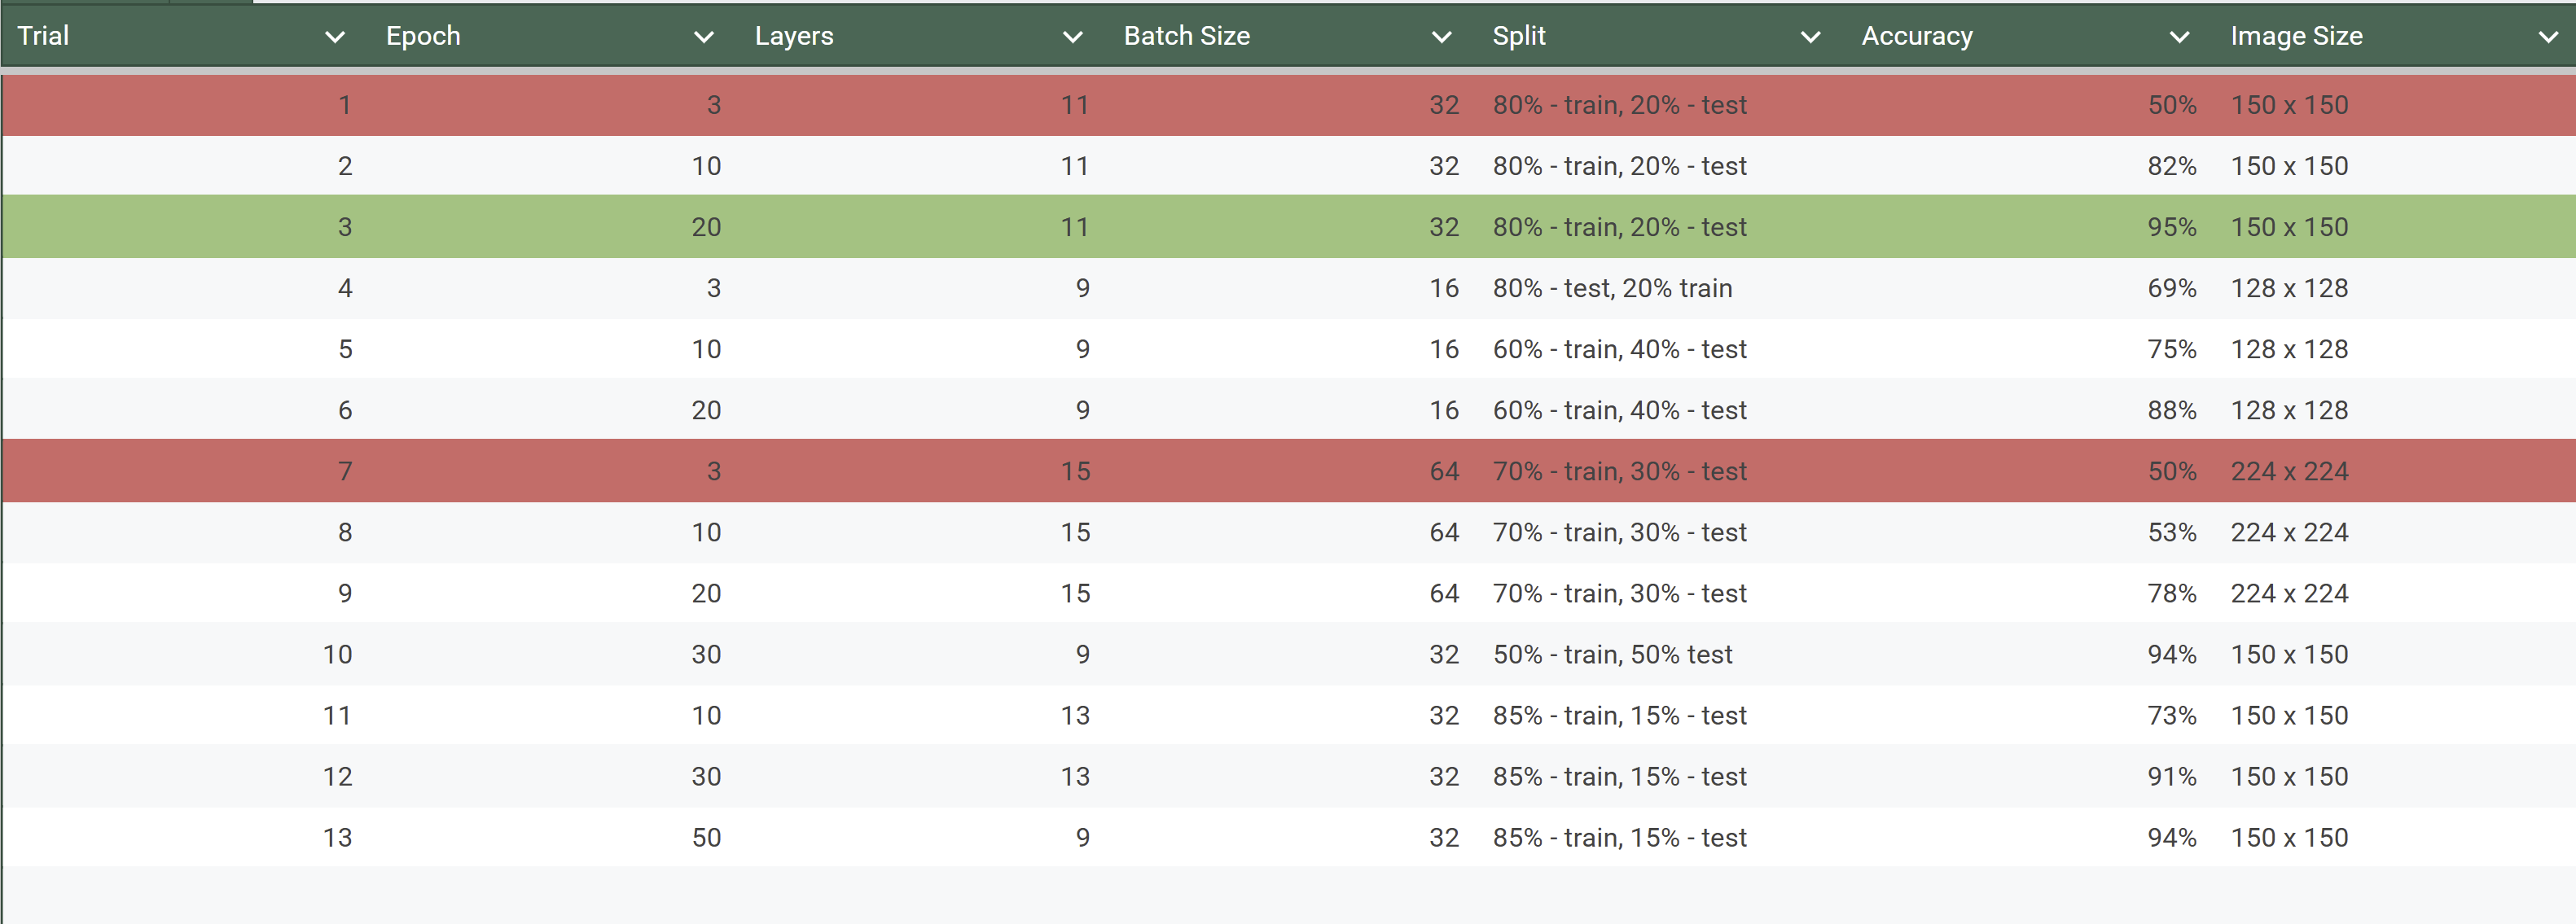 Trial Epoch Layers Batch Size Split Accuracy Image Size
1 3 11 32 80% - train, 20% - test 50% 150 x 150
2 10 11 32 80% - train, 20% - test 82% 150 x 150
3 20 11 32 80% - train, 20% - test 95% 150 x 150
4 3 9 16 80% - test, 20% train 69% 128 x 128
5 10 9 16 60% - train, 40% - test 75% 128 x 128
6 20 9 16 60% - train, 40% - test 88% 128 x 128
7 3 15 64 70% - train, 30% - test 50% 224 x 224
8 10 15 64 70% - train, 30% - test 53% 224 x 224
9 20 15 64 70% - train, 30% - test 78% 224 x 224
10 30 9 32 50% - train, 50% test 94% 150 x 150
11 10 13 32 85% - train, 15% - test 73% 150 x 150
12 30 13 32 85% - train, 15% - test 91% 150 x 150
13 50 9 32 85% - train, 15% - test 94% 150 x 150